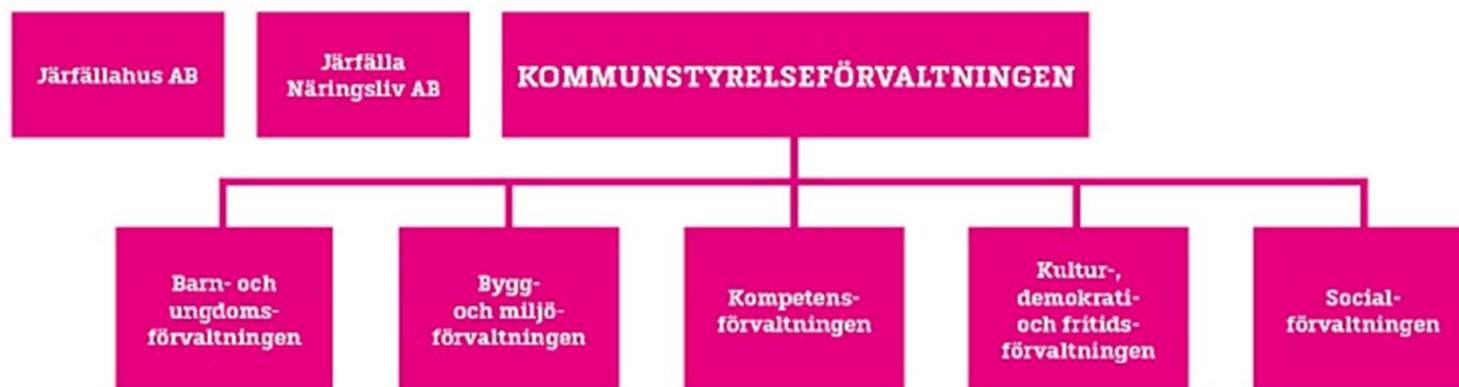 Järfällahus AB
Järfälla
Näringsliv AB
KOMMUNSTYRELSEFÖRVALTNINGEN
Barn- och
ungdoms-
förvaltningen
Bygg-
och miljö-
förvaltningen
Kompetens-
förvaltningen
Kultur-,
demokrati-
och fritids-
förvaltningen
Social-
förvaltningen